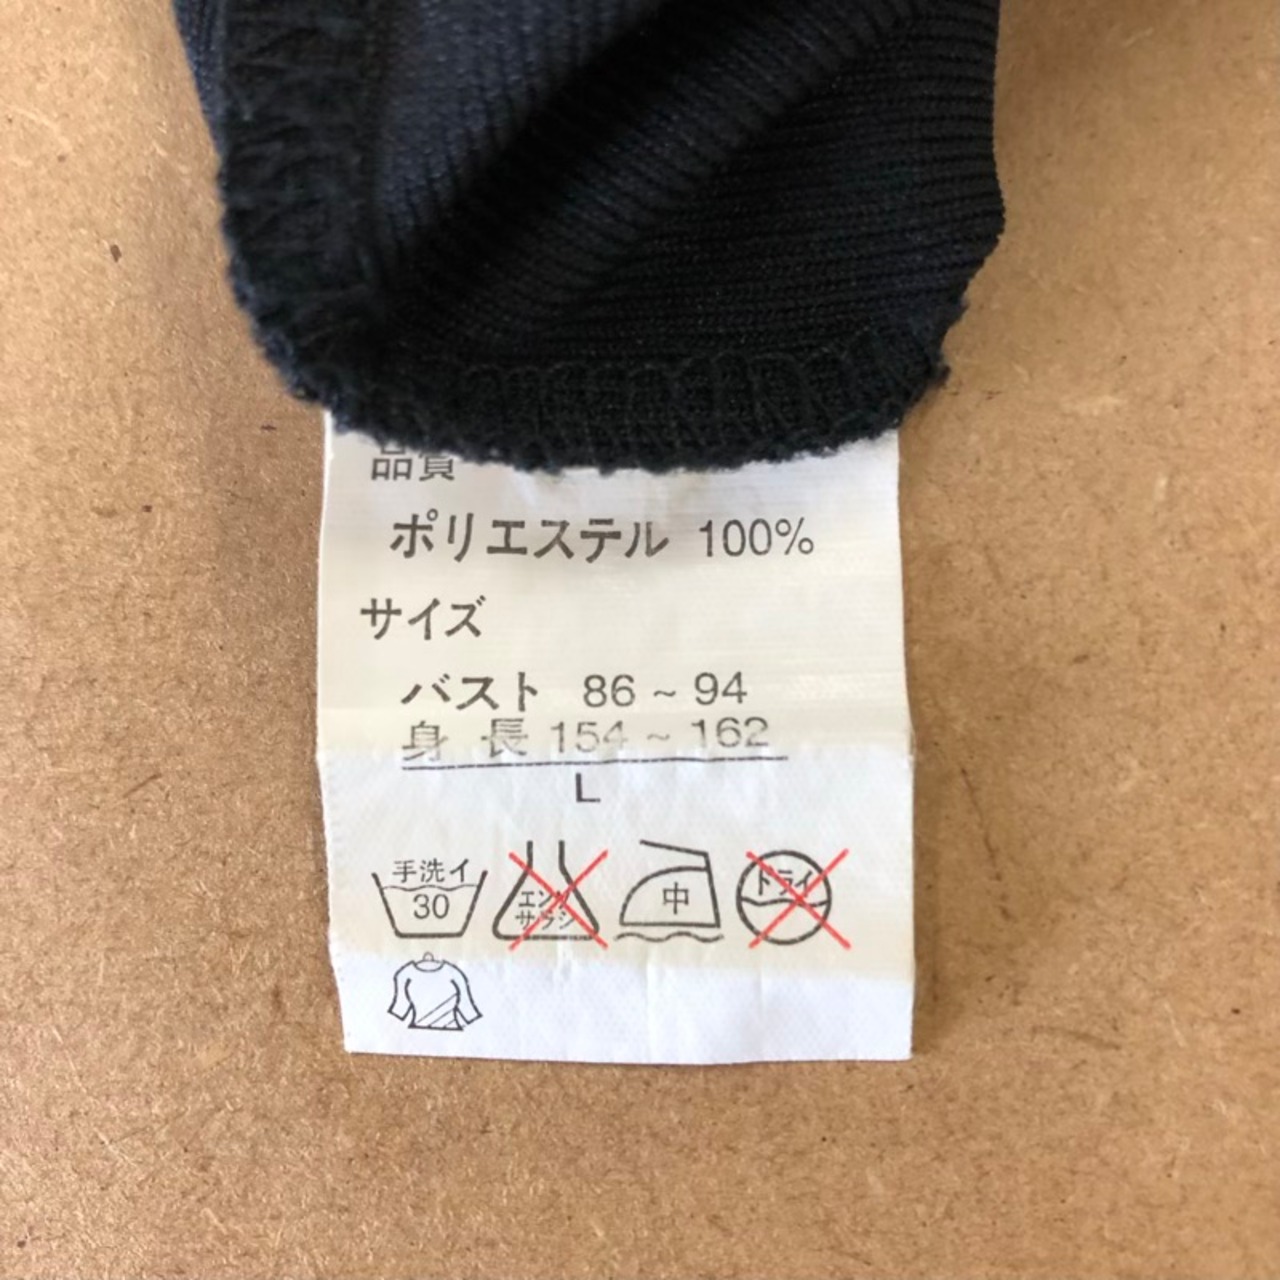 品質
ポリエステル 100%
サイズ
バスト 86 ~ 94
身長 154 ~ 162
L
手洗イ
30
エンソ
サラシ
中
ドライ